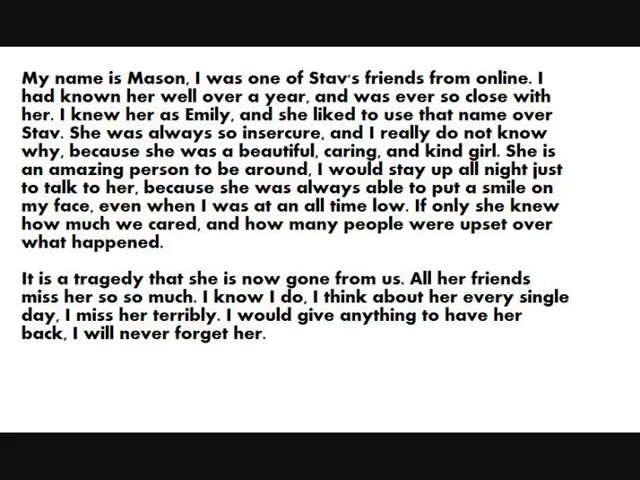 My name is Mason, I was one of Stav's friends from online. I
had known her well over a year, and was ever so close with
her. I knew her as Emily, and she liked to use that name over
Stav. She was always so insercure, and I really do not know
why, because she was a beautiful, caring, and kind girl. She is
an amazing person to be around, I would stay up all night just
to talk to her, because she was always able to put a smile on
my face, even when I was at an all time low. If only she knew
how much we cared, and how many people were upset over
what happened.
It is a tragedy that she is now gone from us. All her friends
miss her so so much. I know I do, I think about her every single
day, I miss her terribly. I would give anything to have her
back, I will never forget her.